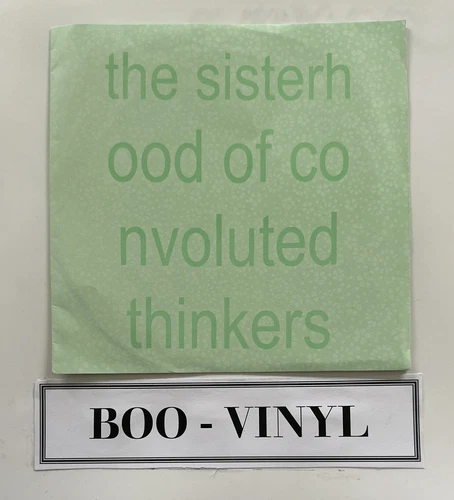 the sisterh
ood of co
nvoluted
thinkers
BOO - VINYL